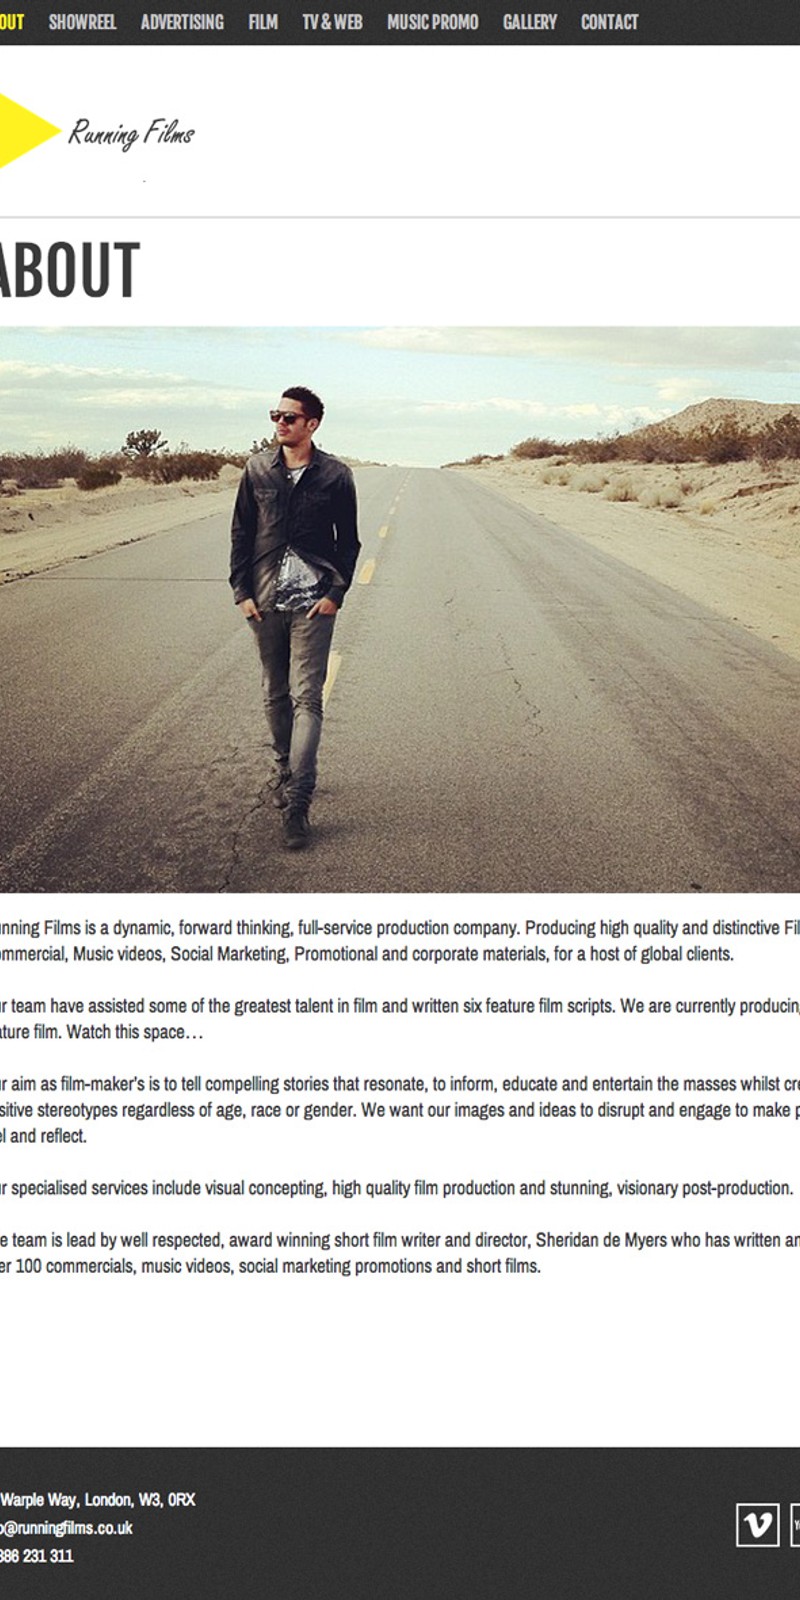 OUT SHOWREEL ADVERTISING FILM TV & WEB MUSIC PROMO GALLERY CONTACT
Running Films
ABOUT
nning Films is a dynamic, forward thinking, full-service production company. Producing high quality and distinctive Fil
mmercial, Music videos, Social Marketing, Promotional and corporate materials, for a host of global clients.
r team have assisted some of the greatest talent in film and written six feature film scripts. We are currently producing
ature film. Watch this space…
r aim as film-maker's is to tell compelling stories that resonate, to inform, educate and entertain the masses whilst cre
sitive stereotypes regardless of age, race or gender. We want our images and ideas to disrupt and engage to make p
el and reflect.
r specialised services include visual concepting, high quality film production and stunning, visionary post-production.
e team is lead by well respected, award winning short film writer and director, Sheridan de Myers who has written an
er 100 commercials, music videos, social marketing promotions and short films.
Warple Way, London, W3, 0RX
o@runningfilms.co.uk
386 231 311